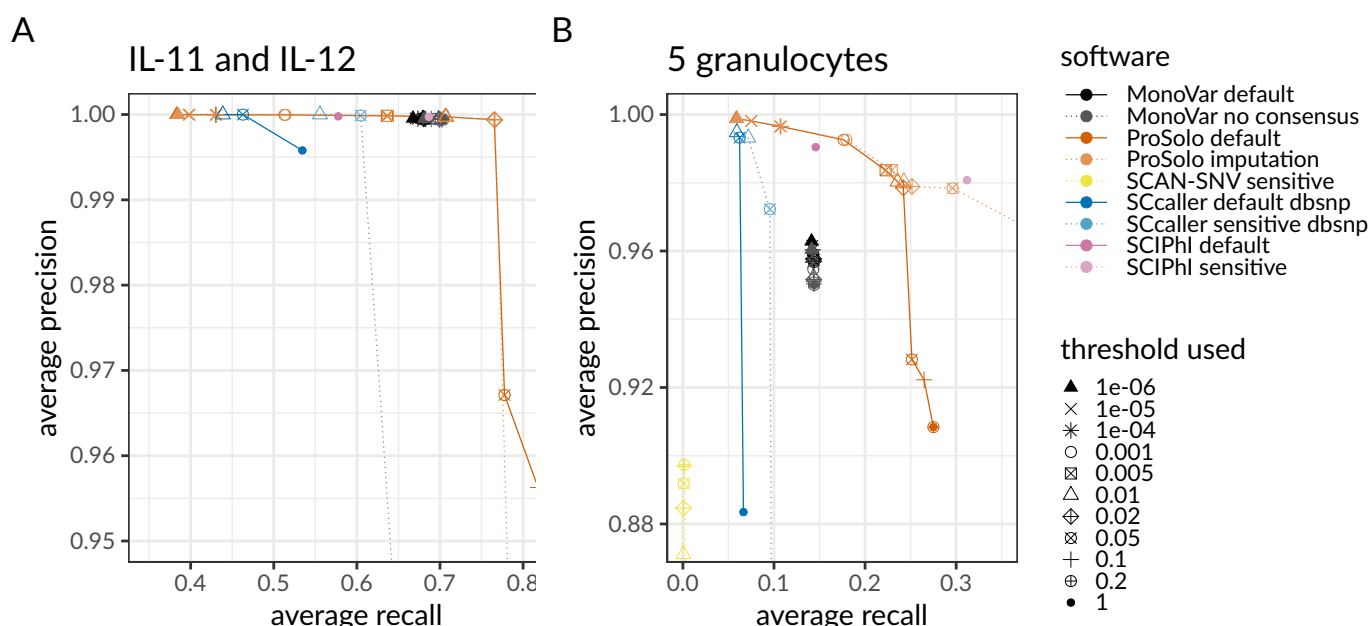 A
IL-11 and IL-12
average precision
1.00
0.99
0.98
0.97
0.96
0.95
0.4 0.5 0.6 0.7 0.8
average recall
B
5 granulocytes
average precision
1.00
0.96
0.92
0.88
0.0 0.1 0.2 0.3
average recall
software
MonoVar default
MonoVar no consensus
ProSolo default
ProSolo imputation
SCAN-SNV sensitive
SCcaller default dbsnp
SCcaller sensitive dbsnp
SCIPhI default
SCIPhI sensitive
threshold used
1e-06
1e-05
1e-04
0.001
0.005
0.01
0.02
0.05
0.1
0.2
1